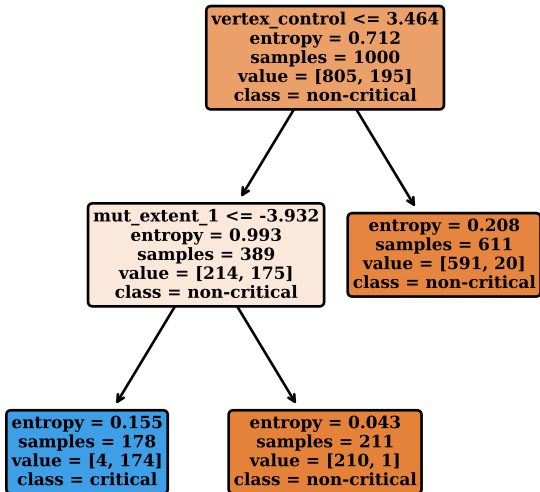 vertex_control <= 3.464
entropy = 0.712
samples = 1000
value = [805, 195]
class = non-critical
mut_extent_1 <= -3.932
entropy = 0.993
samples = 389
value = [214, 175]
class = non-critical
entropy = 0.208
samples = 611
value = [591, 20]
class = non-critical
entropy = 0.155
samples = 178
value = [4, 174]
class = critical
entropy = 0.043
samples = 211
value = [210, 1]
class = non-critical